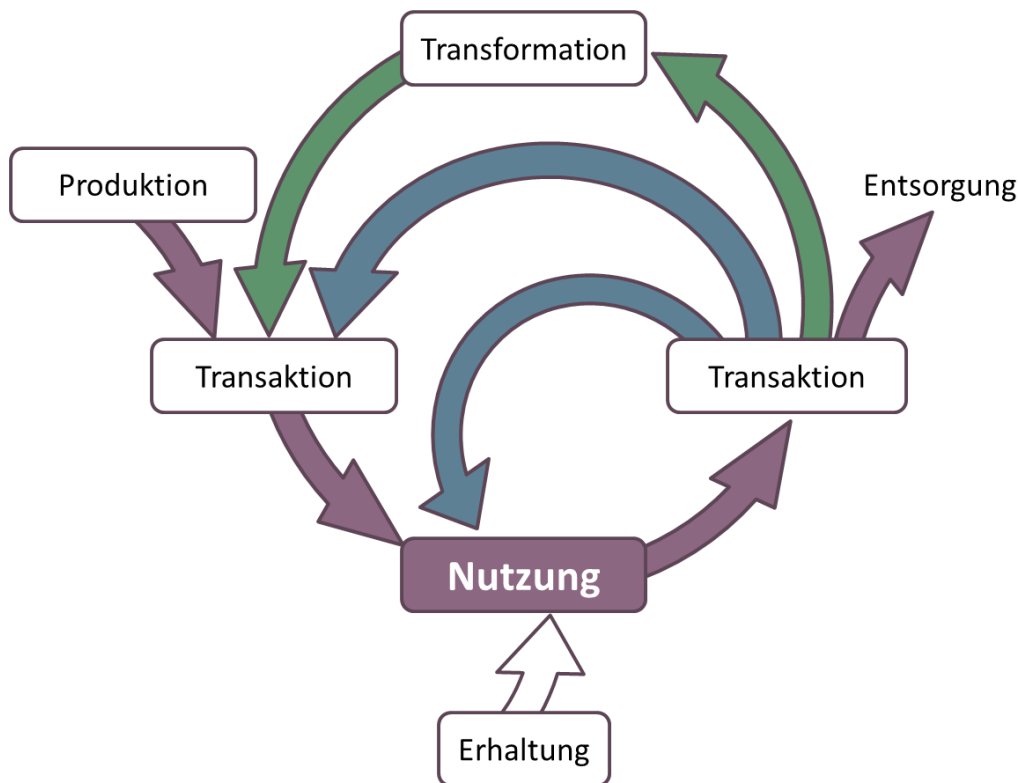 Transformation
Produktion
Entsorgung
Transaktion
Transaktion
Nutzung
Erhaltung